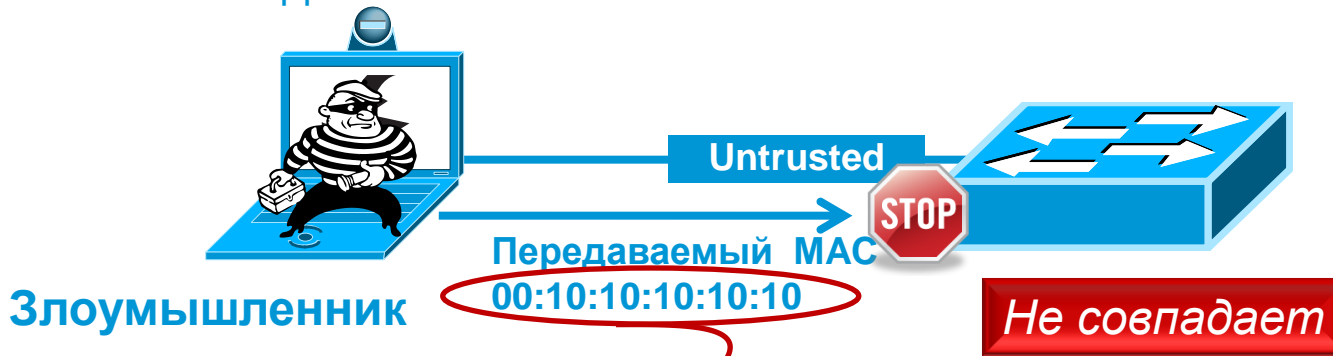 Untrusted
STOP
Передаваемый MAC
00:10:10:10:10:10
Злоумышленник
Не совпадает